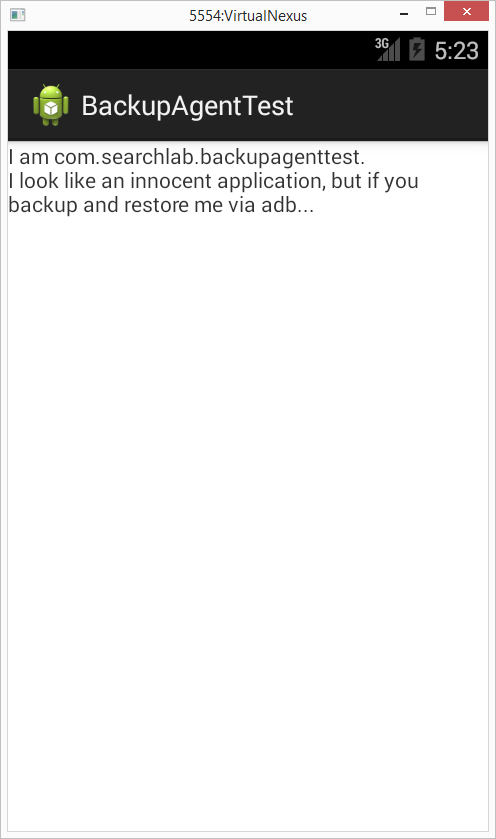 5554:VirtualNexus
3G 5:23
BackupAgentTest
I am com.searchlab.backupagenttest.
I look like an innocent application, but if you
backup and restore me via adb...